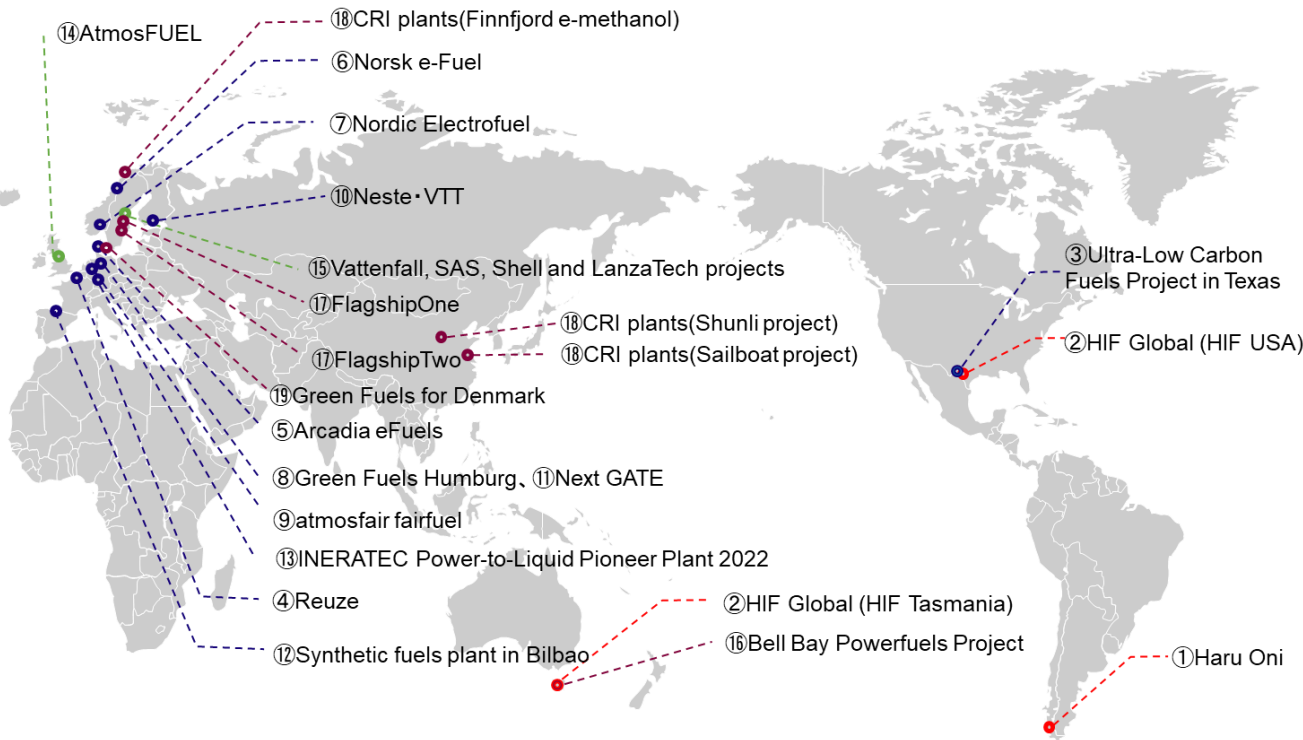 ⑭AtmosFUEL
⑱CRI plants(Finnfjord e-methanol)
⑥Norsk e-Fuel
⑦Nordic Electrofuel
⑩Neste・VTT
⑮Vattenfall, SAS, Shell and LanzaTech projects
⑰FlagshipOne
⑱CRI plants(Shunli project)
⑰FlagshipTwo
⑱CRI plants(Sailboat project)
⑲Green Fuels for Denmark
⑤Arcadia eFuels
⑧Green Fuels Humburg、⑪Next GATE
⑨atmosfair fairfuel
⑬INERATEC Power-to-Liquid Pioneer Plant 2022
④Reuze
⑫Synthetic fuels plant in Bilbao
③Ultra-Low Carbon
Fuels Project in Texas
②HIF Global (HIF USA)
②HIF Global (HIF Tasmania)
⑯Bell Bay Powerfuels Project
①Haru Oni